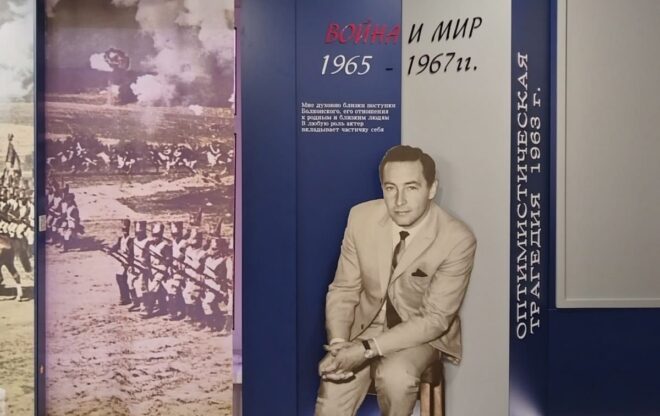 ВОЙНА И МИР
1965 - 1967гг.
Мне духовно близки поступки
Болконского, его отношения
к родным и близким людям
В любую роль актер
вкладывает частичку себя
ОПТИМИСТИЧЕСКАЯ
ТРАГЕДИЯ 1963 г.